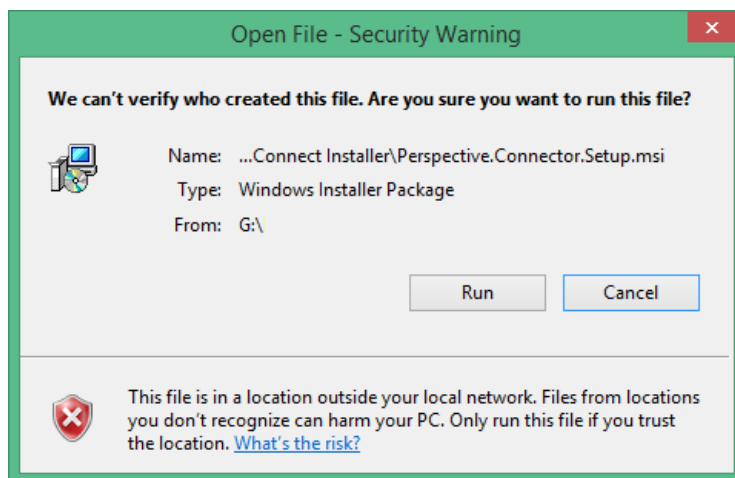 Open File - Security Warning
We can't verify who created this file. Are you sure you want to run this file?
Name: ...Connect Installer\Perspective.Connector.Setup.msi
Type: Windows Installer Package
From: G:\
Run Cancel
This file is in a location outside your local network. Files from locations
you don't recognize can harm your PC. Only run this file if you trust
the location. What's the risk?